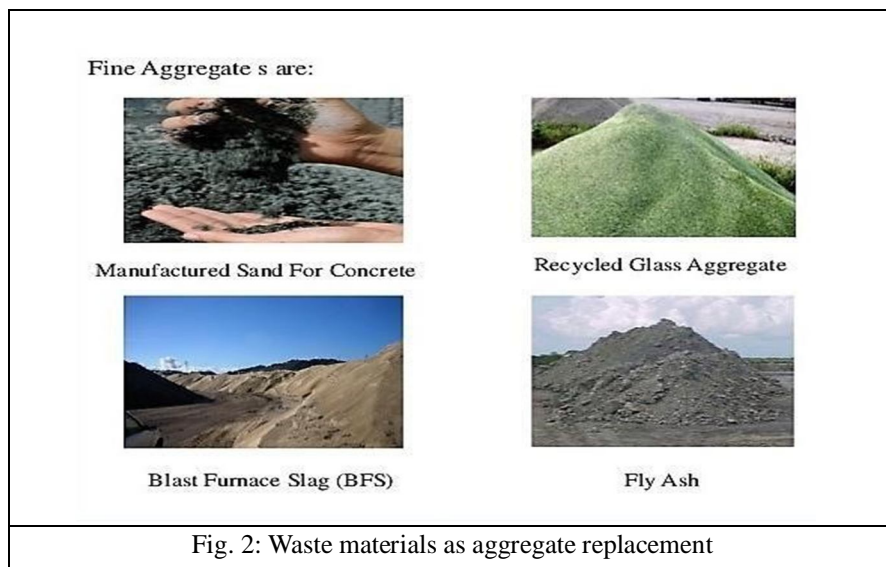 Fine Aggregate s are:
Manufactured Sand For Concrete
Recycled Glass Aggregate
Blast Furnace Slag (BFS)
Fly Ash
Fig. 2: Waste materials as aggregate replacement